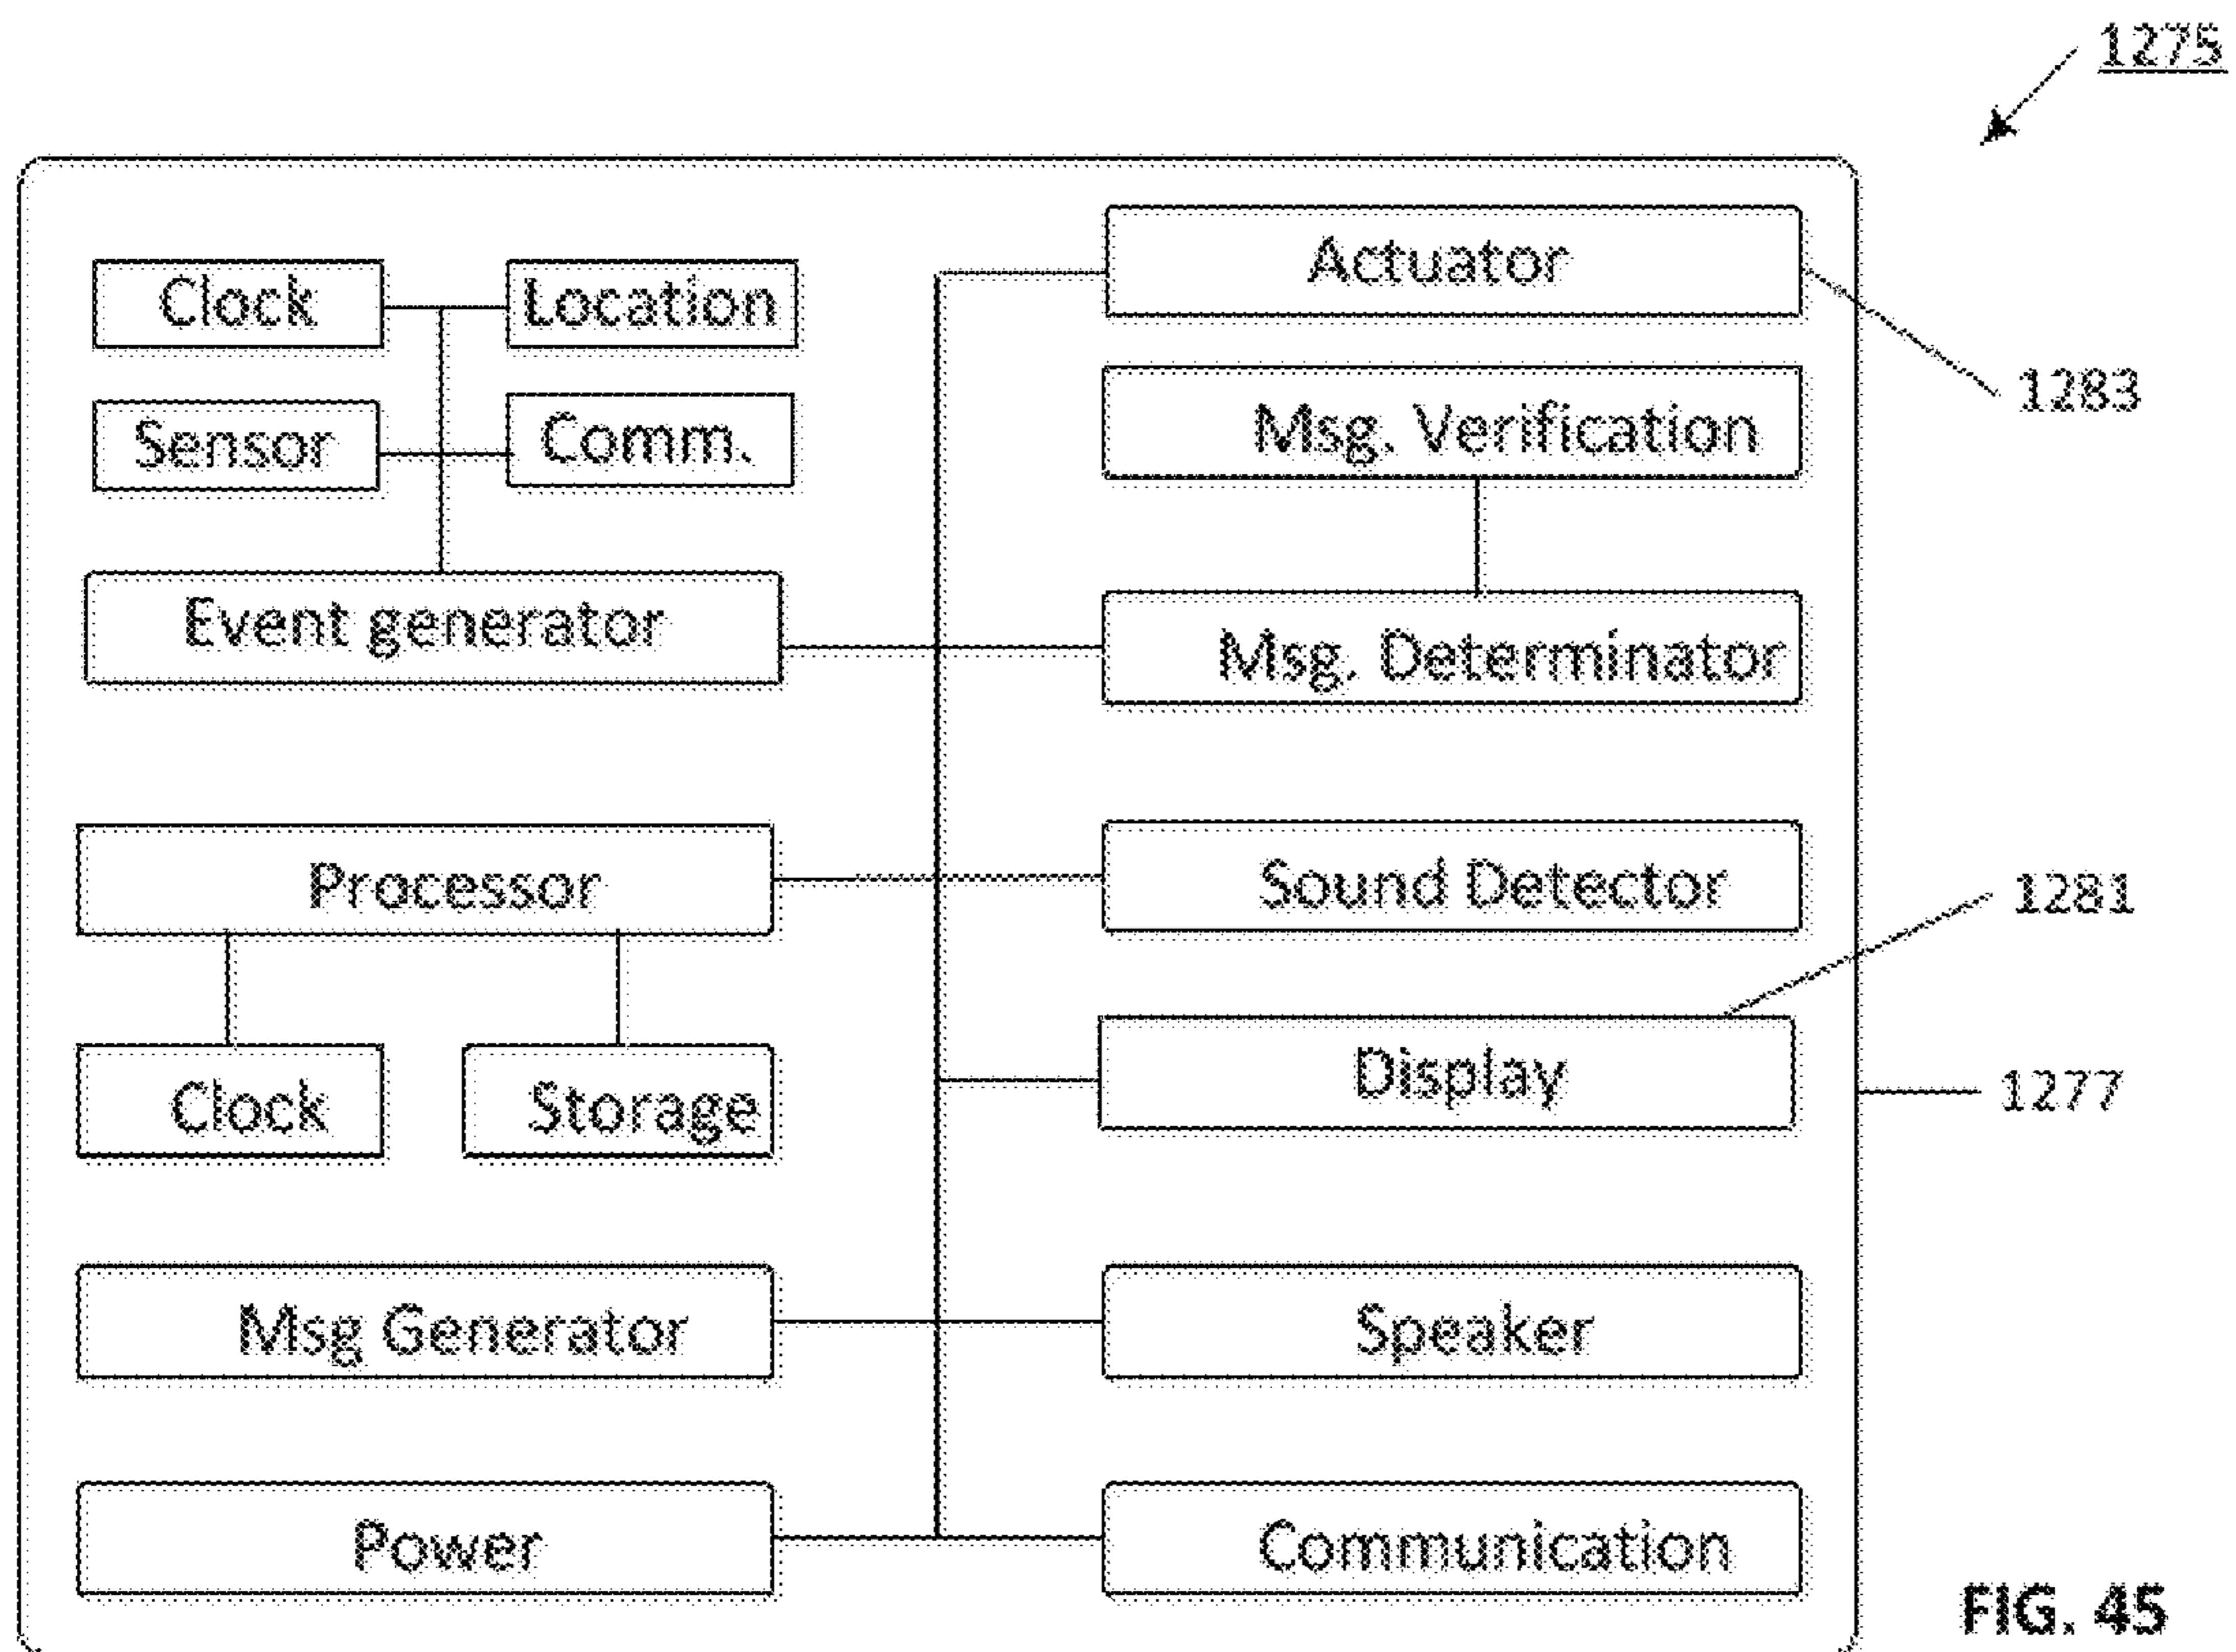 1275
Actuator
Clock
Location
1283
Msg. Verification
Sensor
Comm.
Event generator
Msg. Determinator
Processor
Sound Detector
1281
Display
1277
Clock
Storage
Msg Generator
Speaker
Power
Communication
FIG. 45